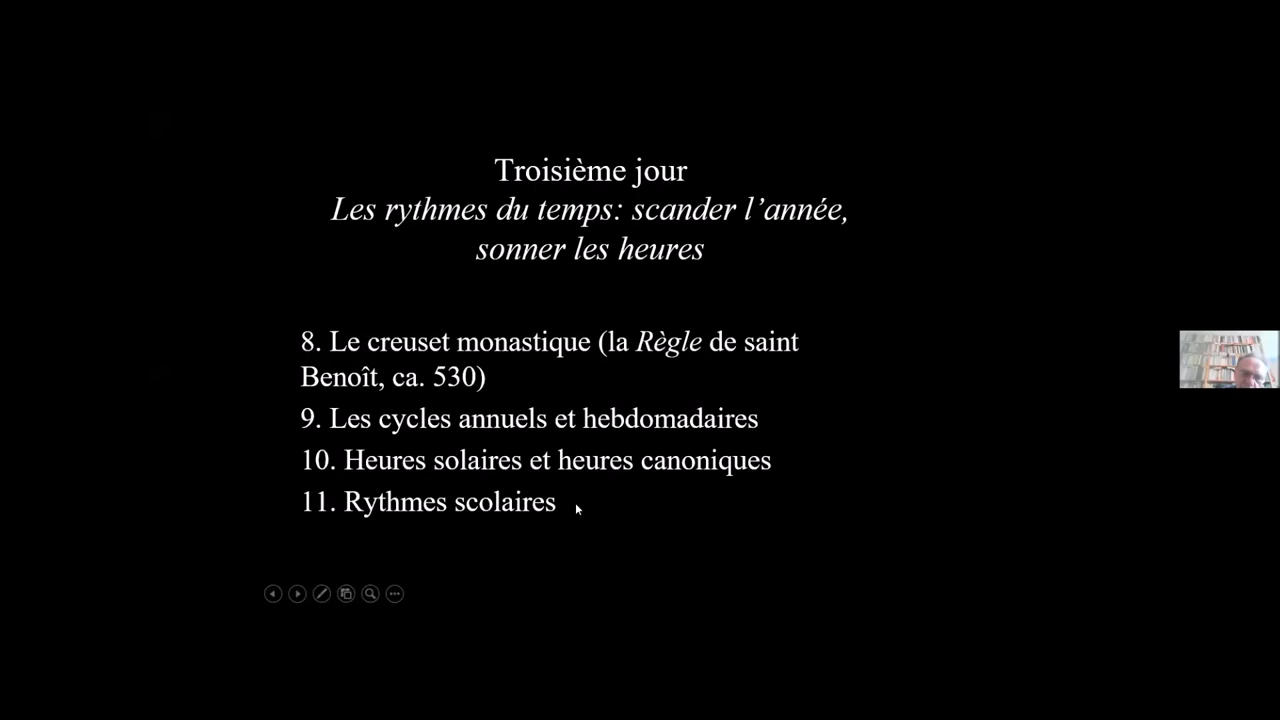 Troisième jour
Les rythmes du temps: scander l’année,
sonner les heures
8. Le creuset monastique (la Règle de saint
Benoît, ca. 530)
9. Les cycles annuels et hebdomadaires
10. Heures solaires et heures canoniques
11. Rythmes scolaires